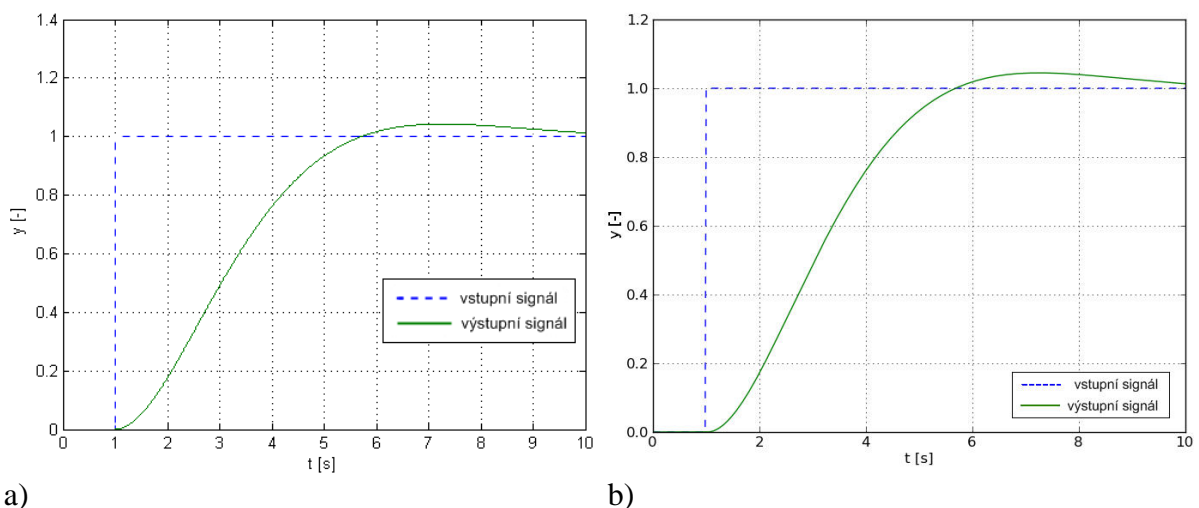 1.4
1.2
1
0.8
0.6
0.4
0.2
0
y [-]
0 1 2 3 4 5 6 7 8 9 10
t [s]
vstupní signál
výstupní signál
a)
1.2
1.0
0.8
0.6
0.4
0.2
0.0
y [-]
0 2 4 6 8 10
t [s]
vstupní signál
výstupní signál
b)